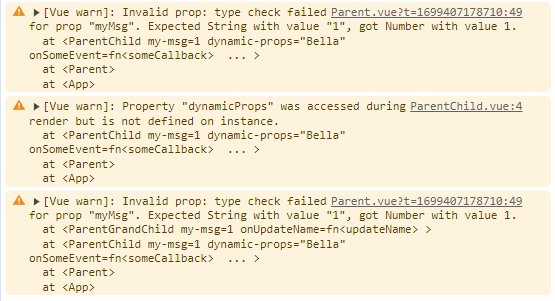 [Vue warn]: Invalid prop: type check failed Parent.vue?t=1699407178710:49
for prop "myMsg". Expected String with value "1", got Number with value 1.
at <ParentChild my-msg=1 dynamic-props="Bella"
onSomeEvent=fn<someCallback> ... >
at <Parent>
at <App>
[Vue warn]: Property "dynamicProps" was accessed during ParentChild.vue:4
render but is not defined on instance.
at <ParentChild my-msg=1 dynamic-props="Bella"
onSomeEvent=fn<someCallback> ... >
at <Parent>
at <App>
[Vue warn]: Invalid prop: type check failed Parent.vue?t=1699407178710:49
for prop "myMsg". Expected String with value "1", got Number with value 1.
at <ParentGrandChild my-msg=1 onUpdateName=fn<updateName> >
at <ParentChild my-msg=1 dynamic-props="Bella"
onSomeEvent=fn<someCallback> ... >
at <Parent>
at <App>